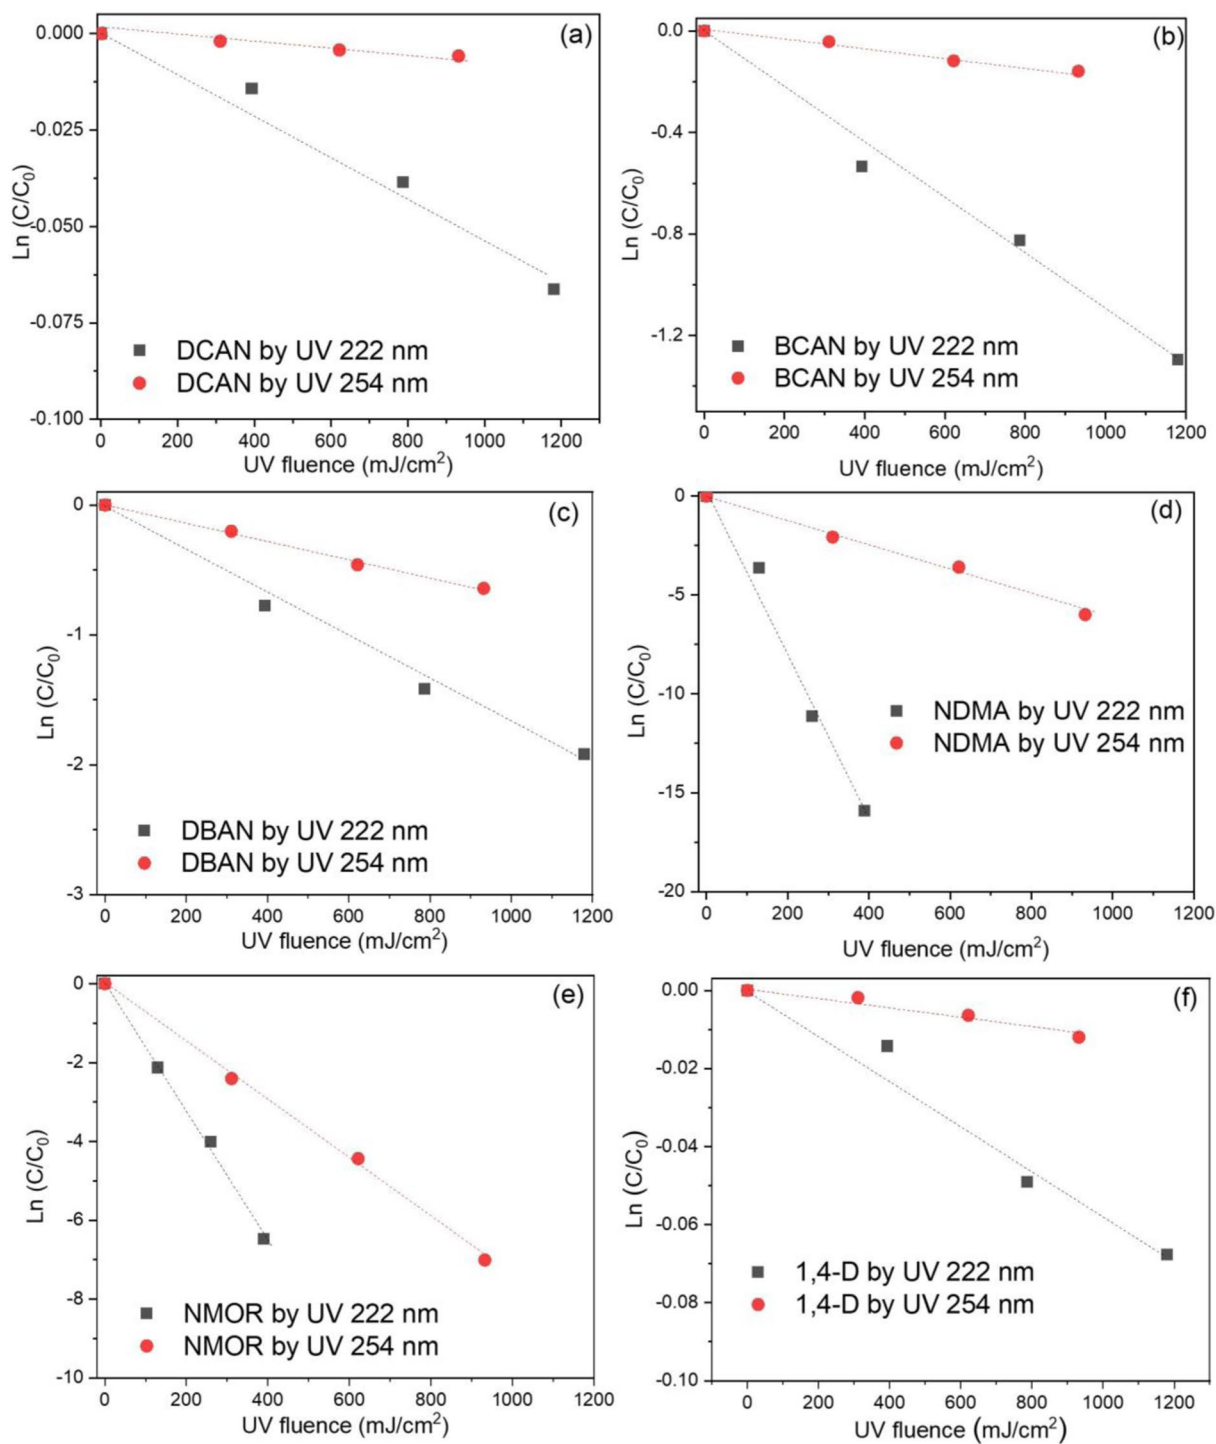 (a)
0.000
-0.025
-0.050
-0.075
-0.100
Ln (C/C₀)
DCAN by UV 222 nm
DCAN by UV 254 nm
0 200 400 600 800 1000 1200
UV fluence (mJ/cm²)
(b)
0.0
-0.4
-0.8
-1.2
Ln (C/C₀)
BCAN by UV 222 nm
BCAN by UV 254 nm
0 200 400 600 800 1000 1200
UV fluence (mJ/cm²)
(c)
0
-1
-2
-3
Ln (C/C₀)
DBAN by UV 222 nm
DBAN by UV 254 nm
0 200 400 600 800 1000 1200
UV fluence (mJ/cm²)
(d)
0
-5
-10
-15
-20
Ln (C/C₀)
NDMA by UV 222 nm
NDMA by UV 254 nm
0 200 400 600 800 1000 1200
UV fluence (mJ/cm²)
(e)
0
-2
-4
-6
-8
-10
Ln (C/C₀)
NMOR by UV 222 nm
NMOR by UV 254 nm
0 200 400 600 800 1000 1200
UV fluence (mJ/cm²)
(f)
0.00
-0.02
-0.04
-0.06
-0.08
-0.10
Ln (C/C₀)
1,4-D by UV 222 nm
1,4-D by UV 254 nm
0 200 400 600 800 1000 1200
UV fluence (mJ/cm²)